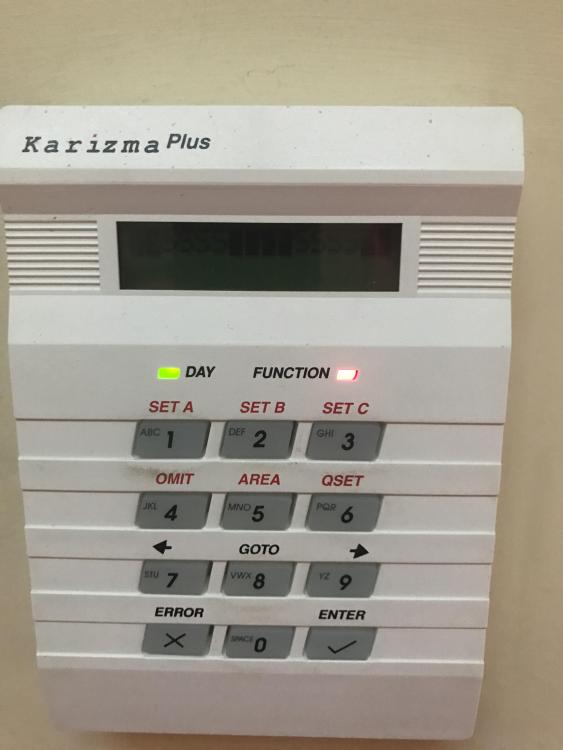 Karizma Plus
DAY FUNCTION
SET A SET B SET C
ABC 1 DEF 2 GHI 3
OMIT AREA QSET
JKL 4 MNO 5 PQR 6
← GOTO →
STU 7 VWX 8 YZ 9
ERROR ENTER
SPACE 0